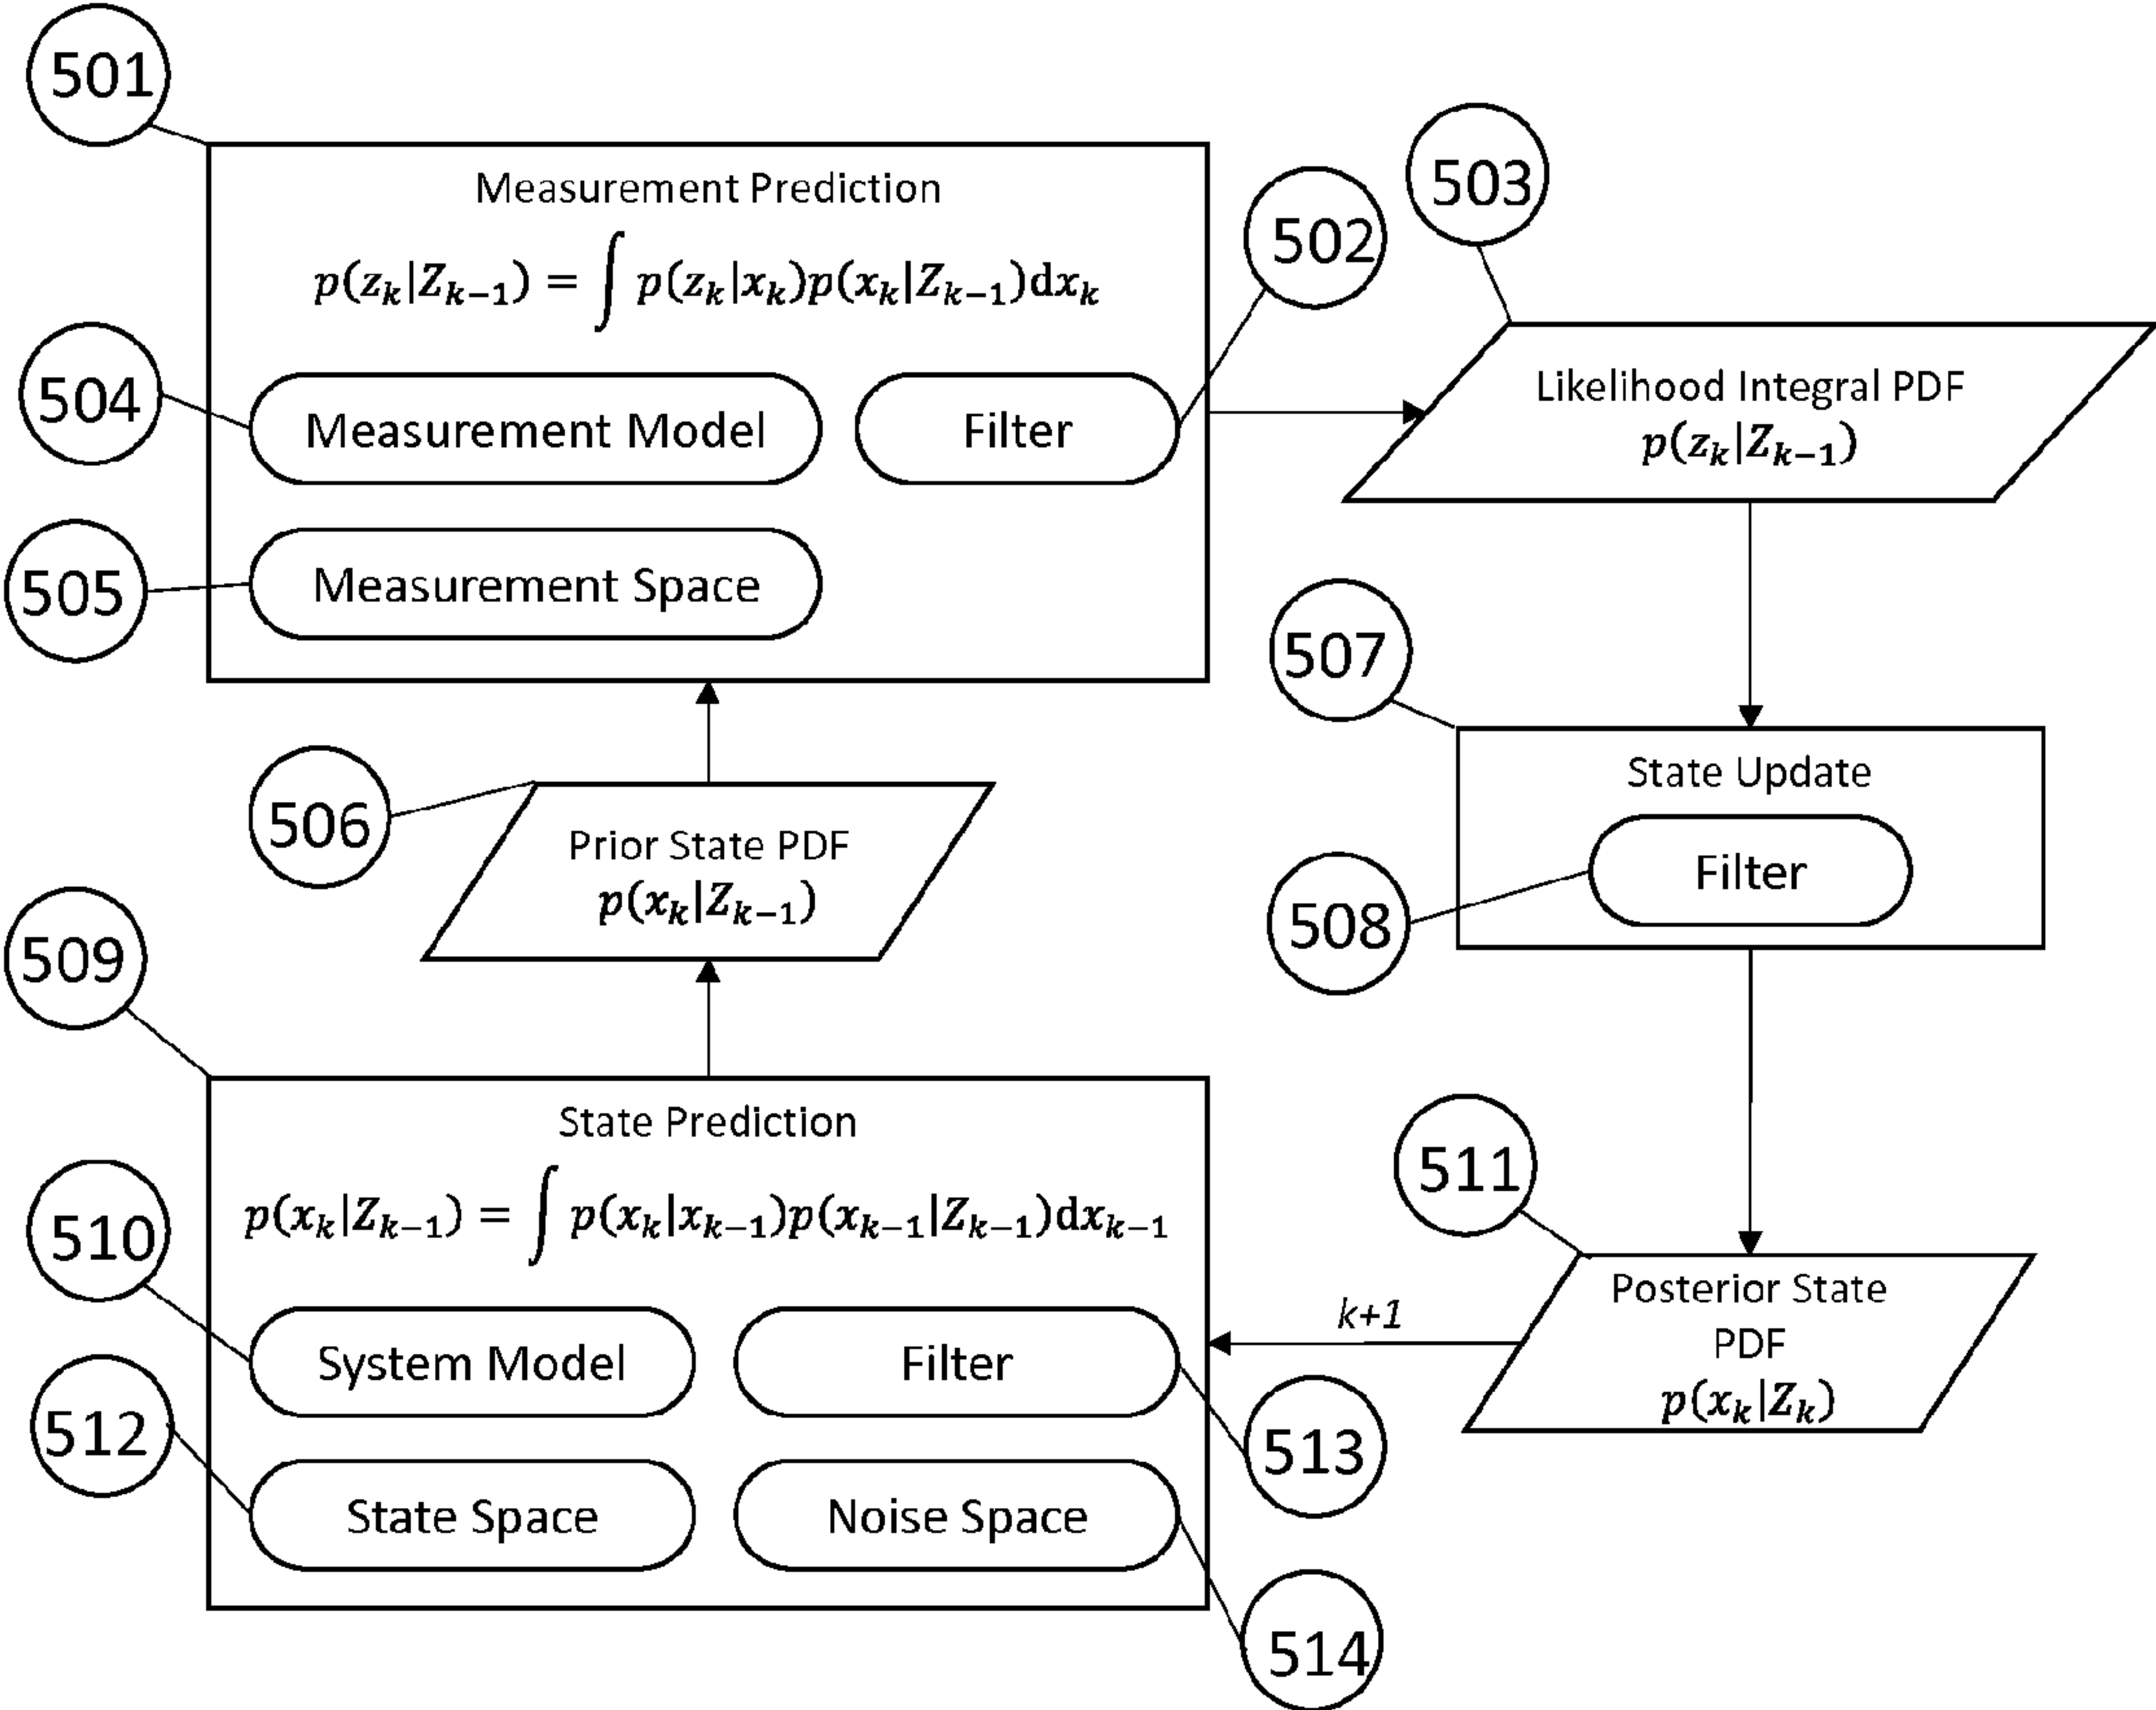 501
Measurement Prediction
p(z_k|Z_{k−1}) = ∫ p(z_k|x_k)p(x_k|Z_{k−1})dx_k
502
503
504
Measurement Model
Filter
Likelihood Integral PDF
p(z_k|Z_{k−1})
505
Measurement Space
507
State Update
506
Prior State PDF
p(x_k|Z_{k−1})
508
Filter
509
State Prediction
p(x_k|Z_{k−1}) = ∫ p(x_k|x_{k−1})p(x_{k−1}|Z_{k−1})dx_{k−1}
510
System Model
Filter
511
k+1
Posterior State
PDF
p(x_k|Z_k)
512
State Space
Noise Space
513
514